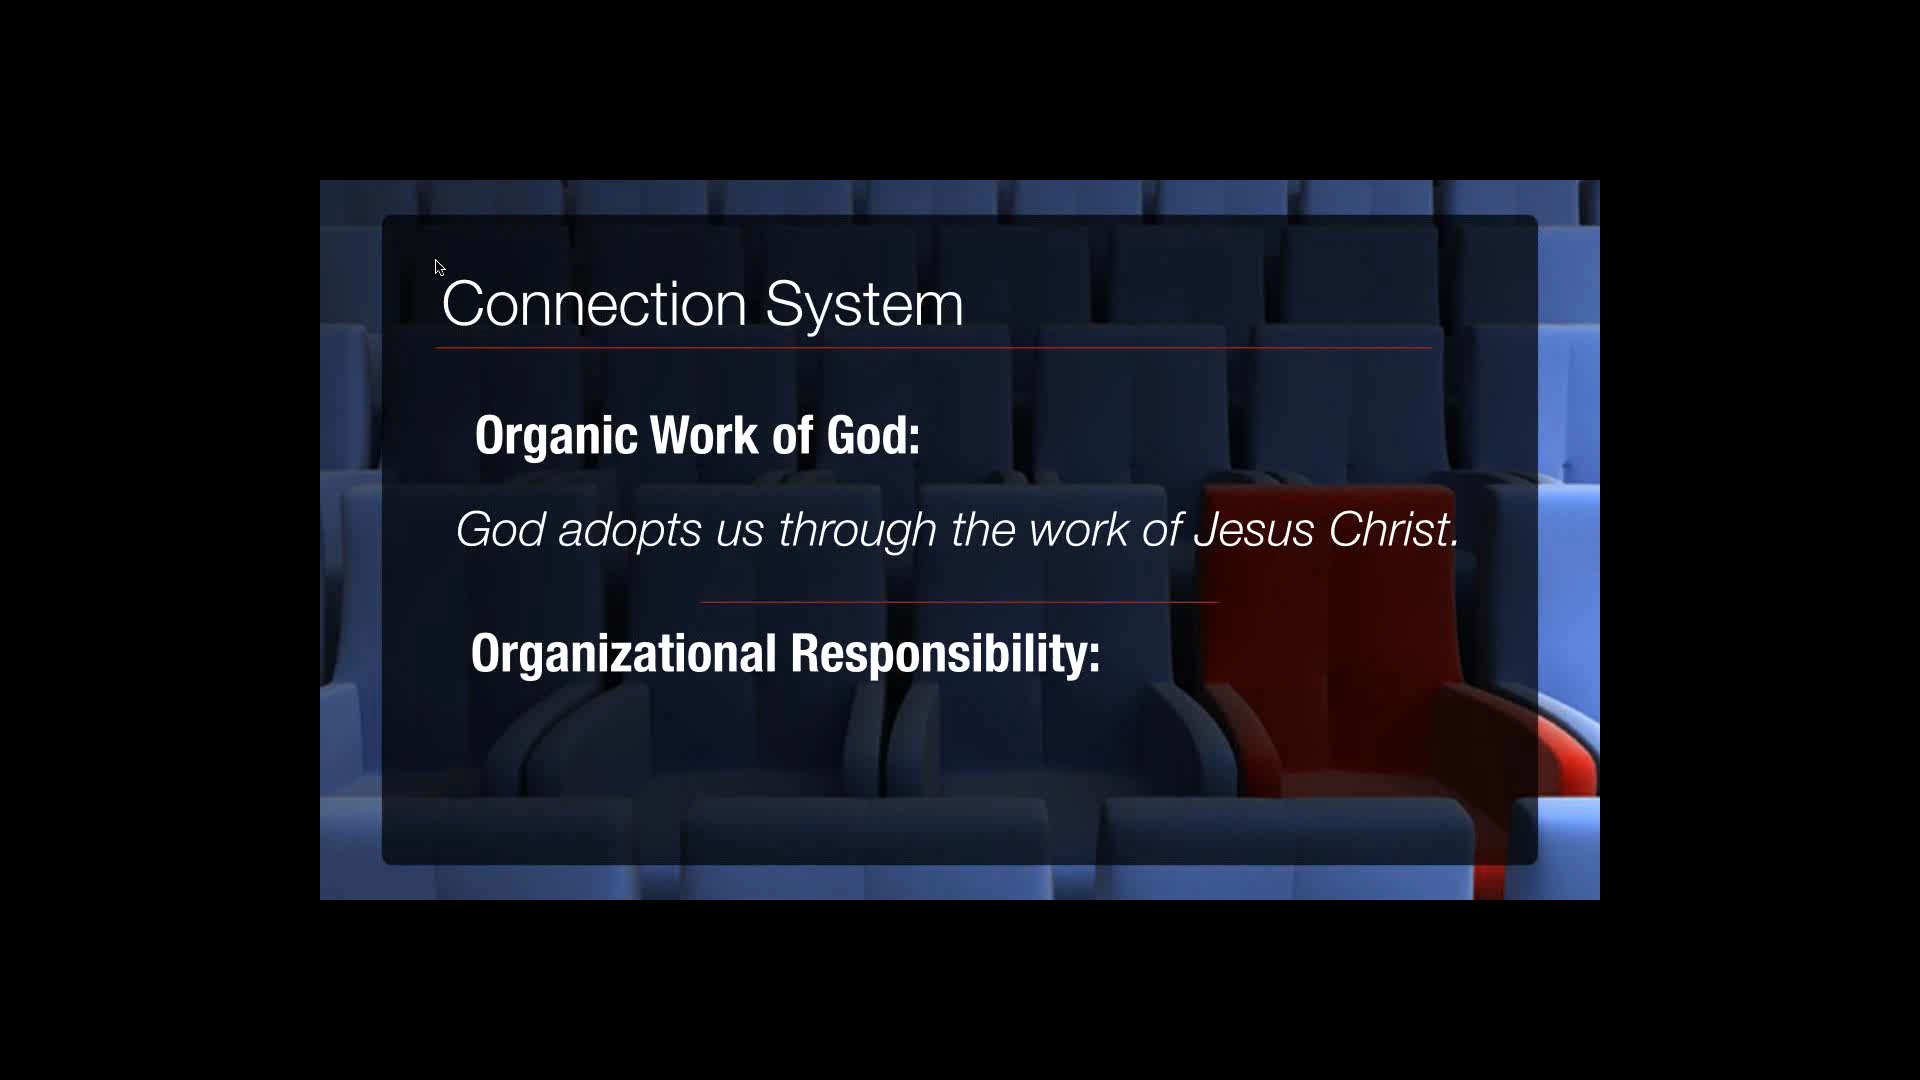 Connection System
Organic Work of God:
God adopts us through the work of Jesus Christ.
Organizational Responsibility: